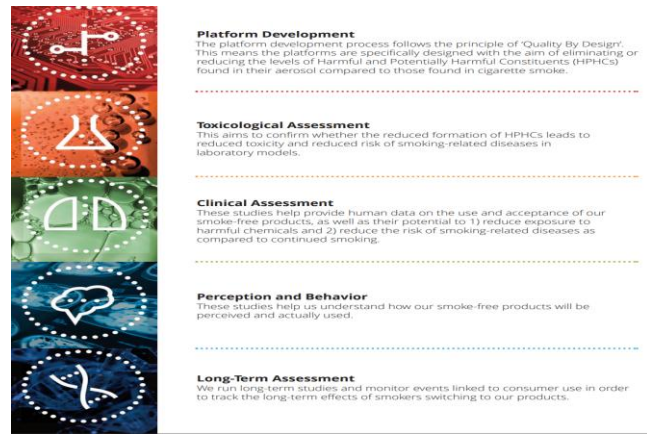 Platform Development
The platform development process follows the principle of ‘Quality By Design’.
This means the platforms are specifically designed with the aim of eliminating or
reducing the levels of Harmful and Potentially Harmful Constituents (HPHCs)
found in their aerosol compared to those found in cigarette smoke.
Toxicological Assessment
This aims to confirm whether the reduced formation of HPHCs leads to
reduced toxicity and reduced risk of smoking-related diseases in
laboratory models.
Clinical Assessment
These studies help provide human data on the use and acceptance of our
smoke-free products, as well as their potential to 1) reduce exposure to
harmful chemicals and 2) reduce the risk of smoking-related diseases as
compared to continued smoking.
Perception and Behavior
These studies help us understand how our smoke-free products will be
perceived and actually used.
Long-Term Assessment
We run long-term studies and monitor events linked to consumer use in order
to track the long-term effects of smokers switching to our products.